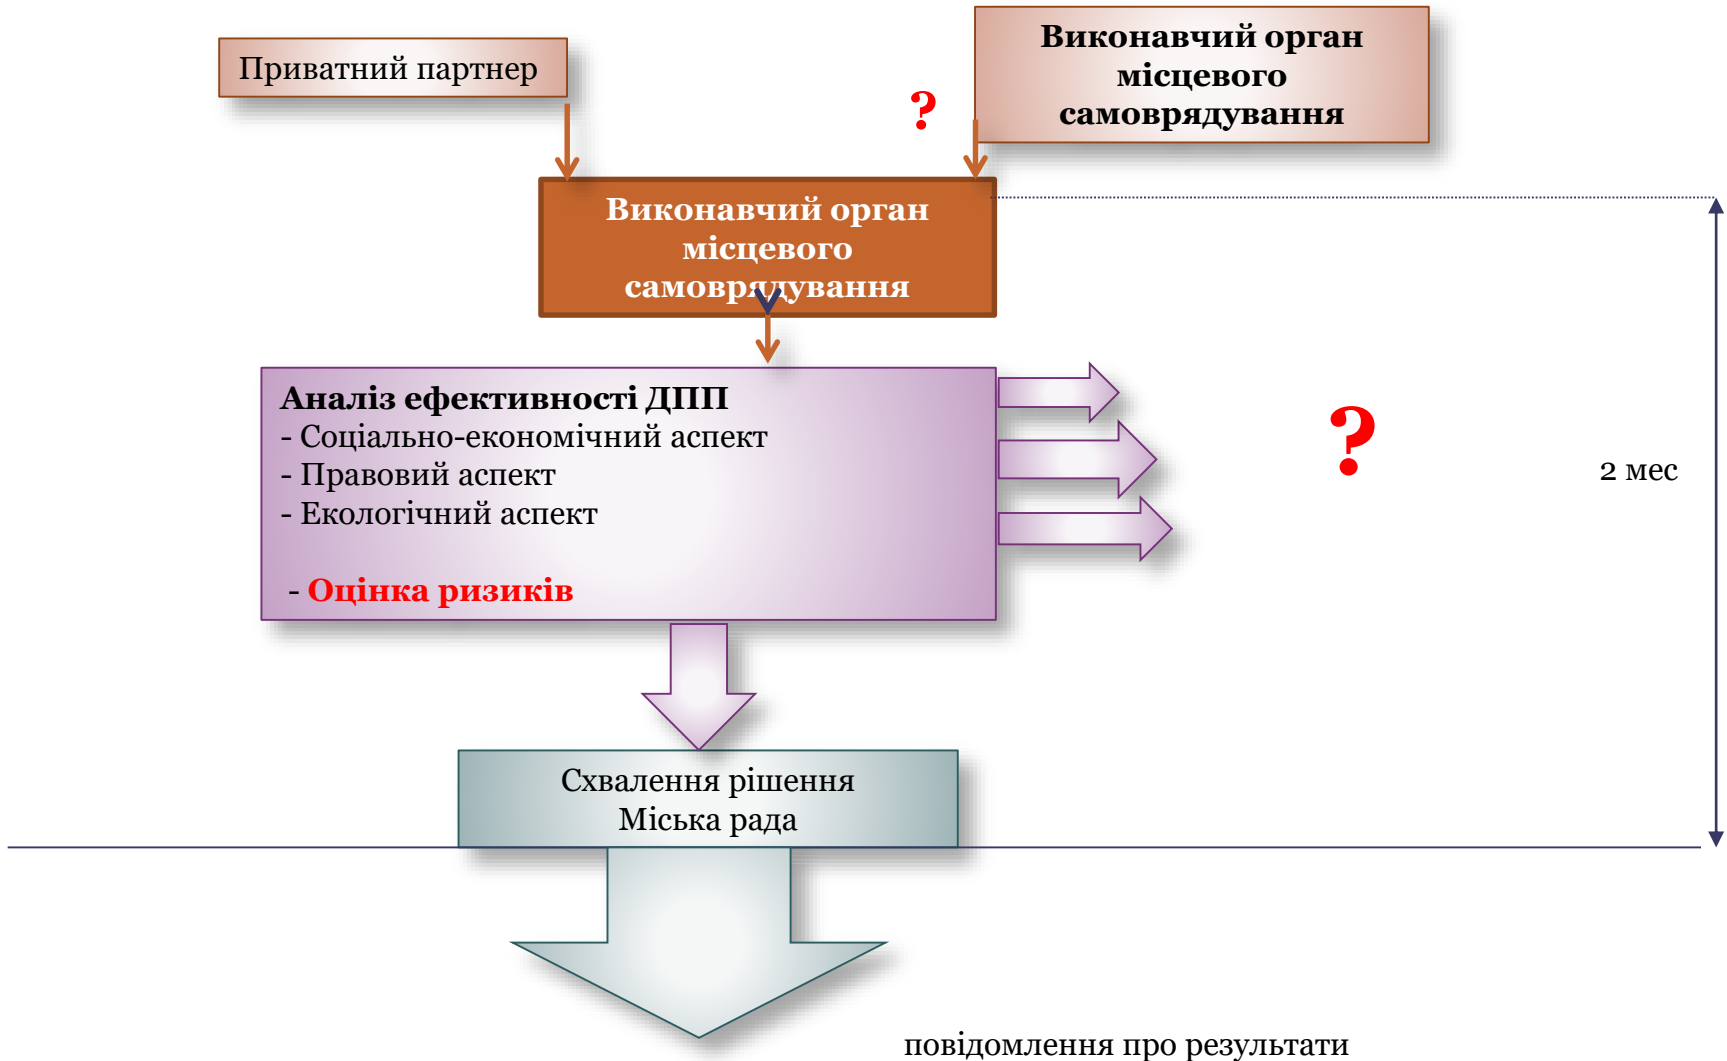 Приватний партнер
Виконавчий орган
місцевого
самоврядування
?
Виконавчий орган
місцевого
самоврядування
Аналіз ефективності ДПП
- Соціально-економічний аспект
- Правовий аспект
- Екологічний аспект
- Оцінка ризиків
?
2 мес
Схвалення рішення
Міська рада
повідомлення про результати